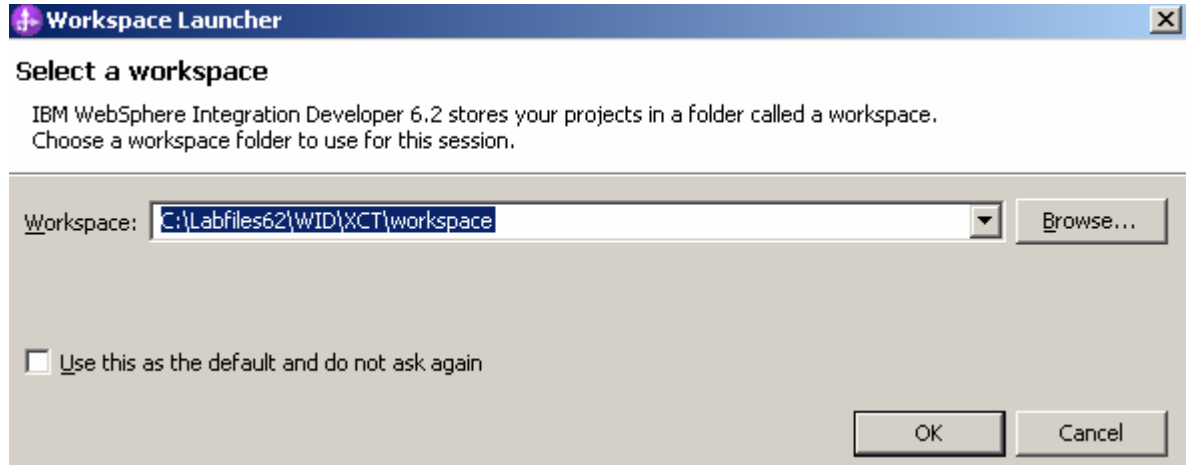 Workspace Launcher
Select a workspace
IBM WebSphere Integration Developer 6.2 stores your projects in a folder called a workspace.
Choose a workspace folder to use for this session.
Workspace: C:\Labfiles62\WID\XCT\workspace Browse...
Use this as the default and do not ask again
OK Cancel